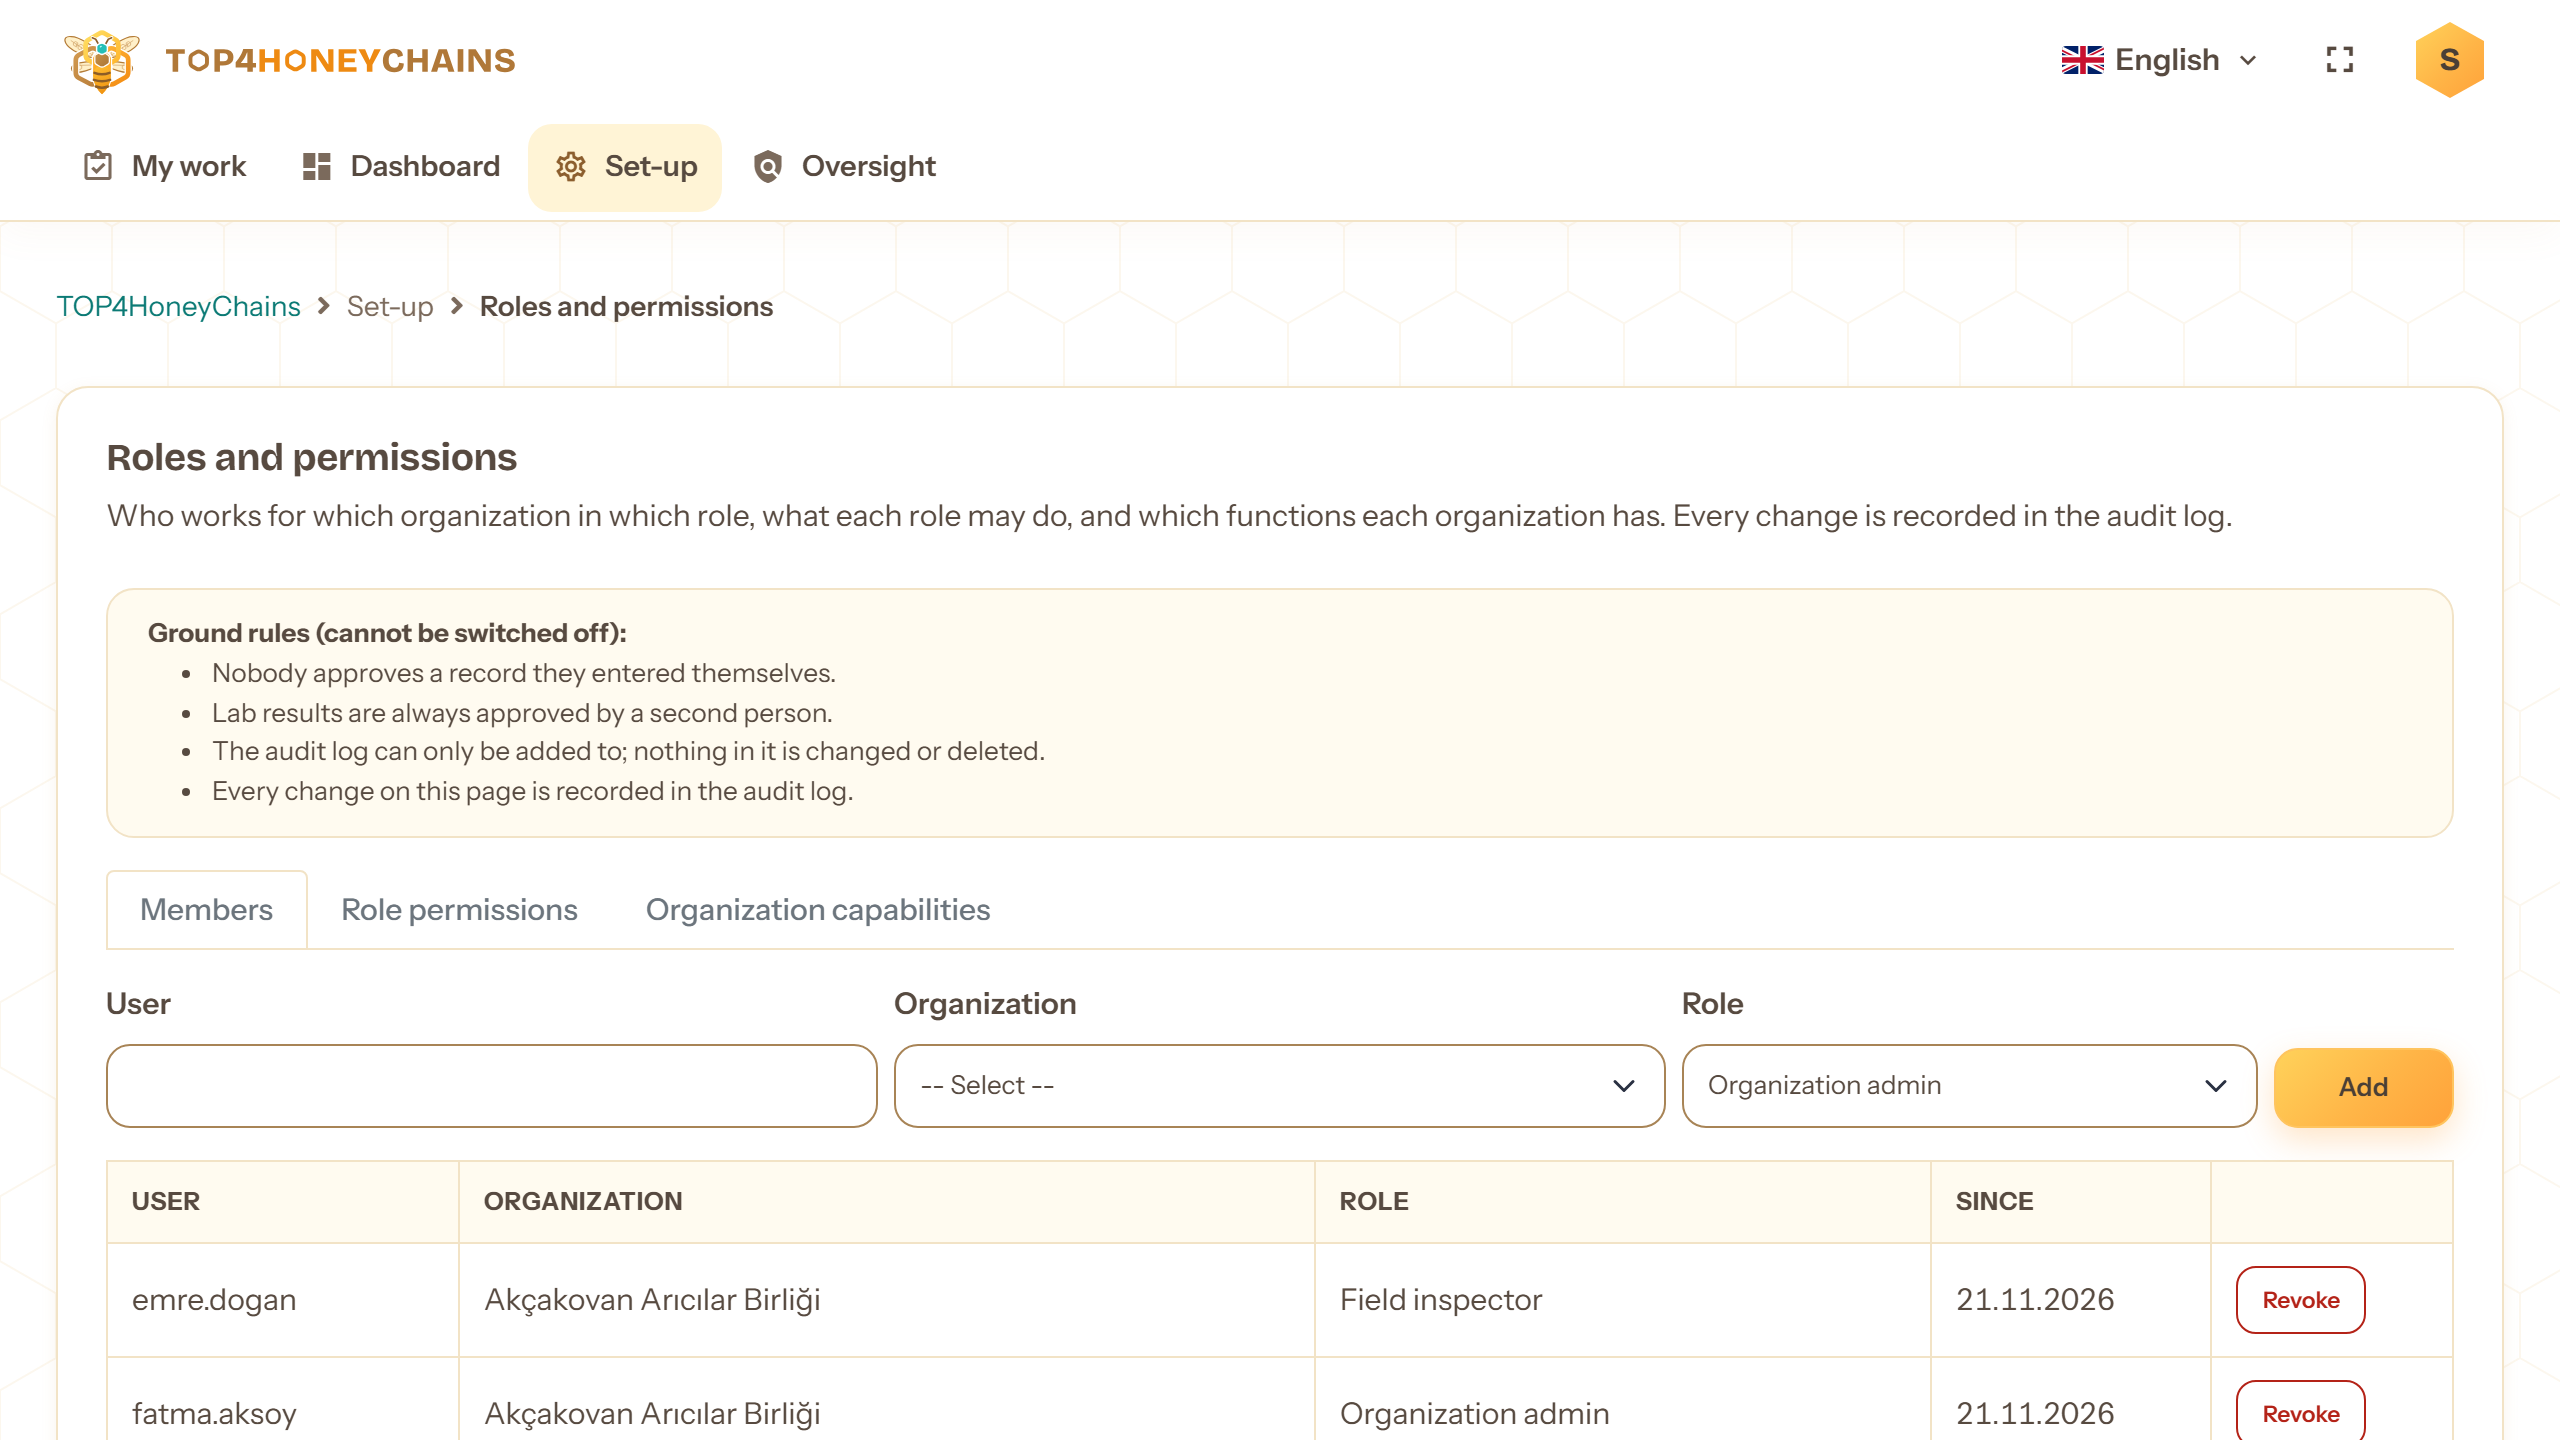 TOP4HONEYCHAINS
English
S
My work
Dashboard
Set-up
Oversight
TOP4HoneyChains > Set-up > Roles and permissions
Roles and permissions
Who works for which organization in which role, what each role may do, and which functions each organization has. Every change is recorded in the audit log.
Ground rules (cannot be switched off):
• Nobody approves a record they entered themselves.
• Lab results are always approved by a second person.
• The audit log can only be added to; nothing in it is changed or deleted.
• Every change on this page is recorded in the audit log.
Members
Role permissions
Organization capabilities
User
Organization
Role
-- Select --
Organization admin
Add
USER ORGANIZATION ROLE SINCE
emre.dogan Akçakovan Arıcılar Birliği Field inspector 21.11.2026 Revoke
fatma.aksoy Akçakovan Arıcılar Birliği Organization admin 21.11.2026 Revoke